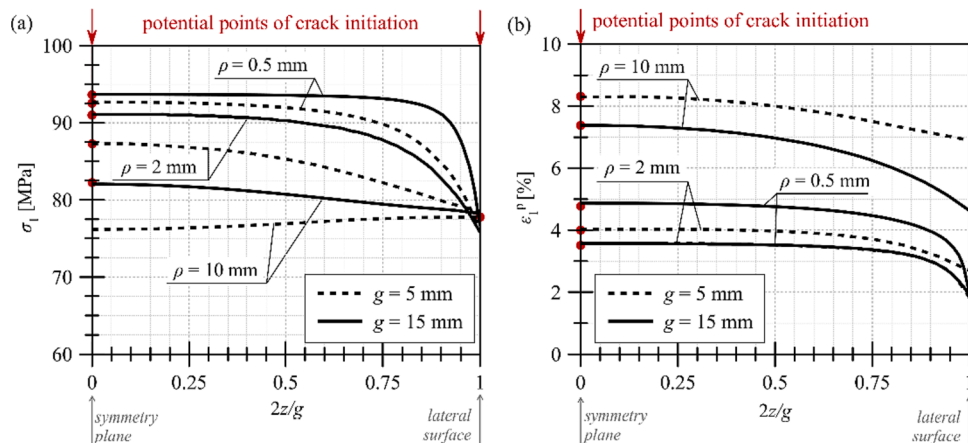 (a)
potential points of crack initiation
100
90
80
70
60
σ₁ [MPa]
ρ = 0.5 mm
ρ = 2 mm
ρ = 10 mm
g = 5 mm
g = 15 mm
0
0.25
0.5
0.75
1
2z/g
symmetry
plane
lateral
surface
(b)
potential points of crack initiation
10
8
6
4
2
0
ε₁ᵖ [%]
ρ = 10 mm
ρ = 2 mm
ρ = 0.5 mm
g = 5 mm
g = 15 mm
0
0.25
0.5
0.75
1
2z/g
symmetry
plane
lateral
surface